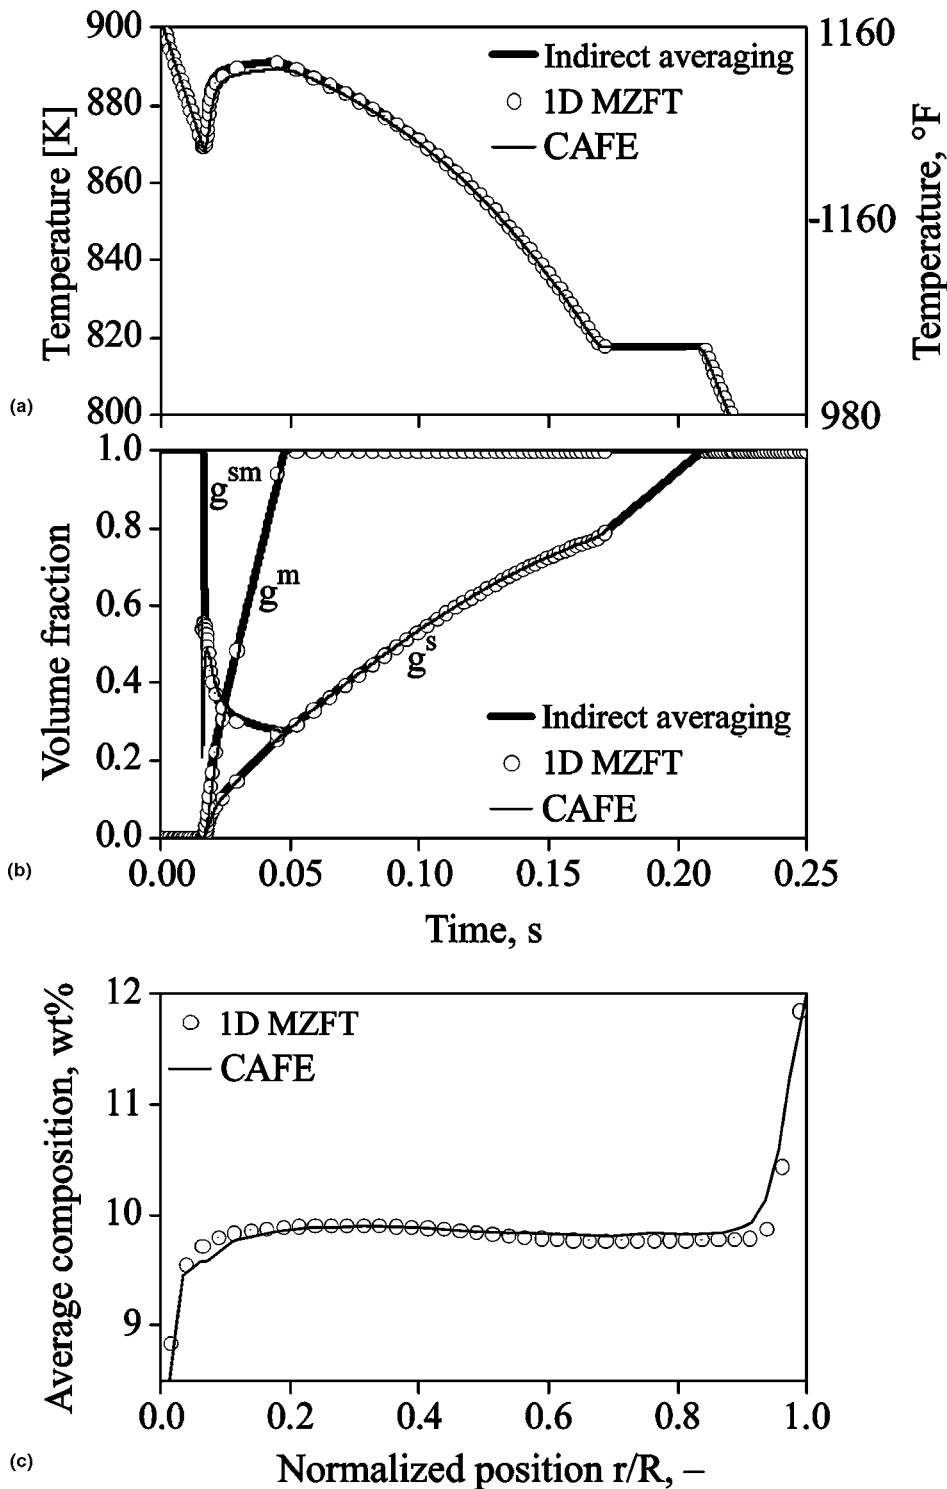 900
880
860
840
820
800
Temperature [K]
Indirect averaging
1D MZFT
CAFE
1160
-1160
980
Temperature, °F
(a)
1.0
0.8
0.6
0.4
0.2
0.0
Volume fraction
g^sm
g^m
g^s
Indirect averaging
1D MZFT
CAFE
(b)
0.00 0.05 0.10 0.15 0.20 0.25
Time, s
12
11
10
9
Average composition, wt%
1D MZFT
CAFE
0.0 0.2 0.4 0.6 0.8 1.0
(c)
Normalized position r/R, –